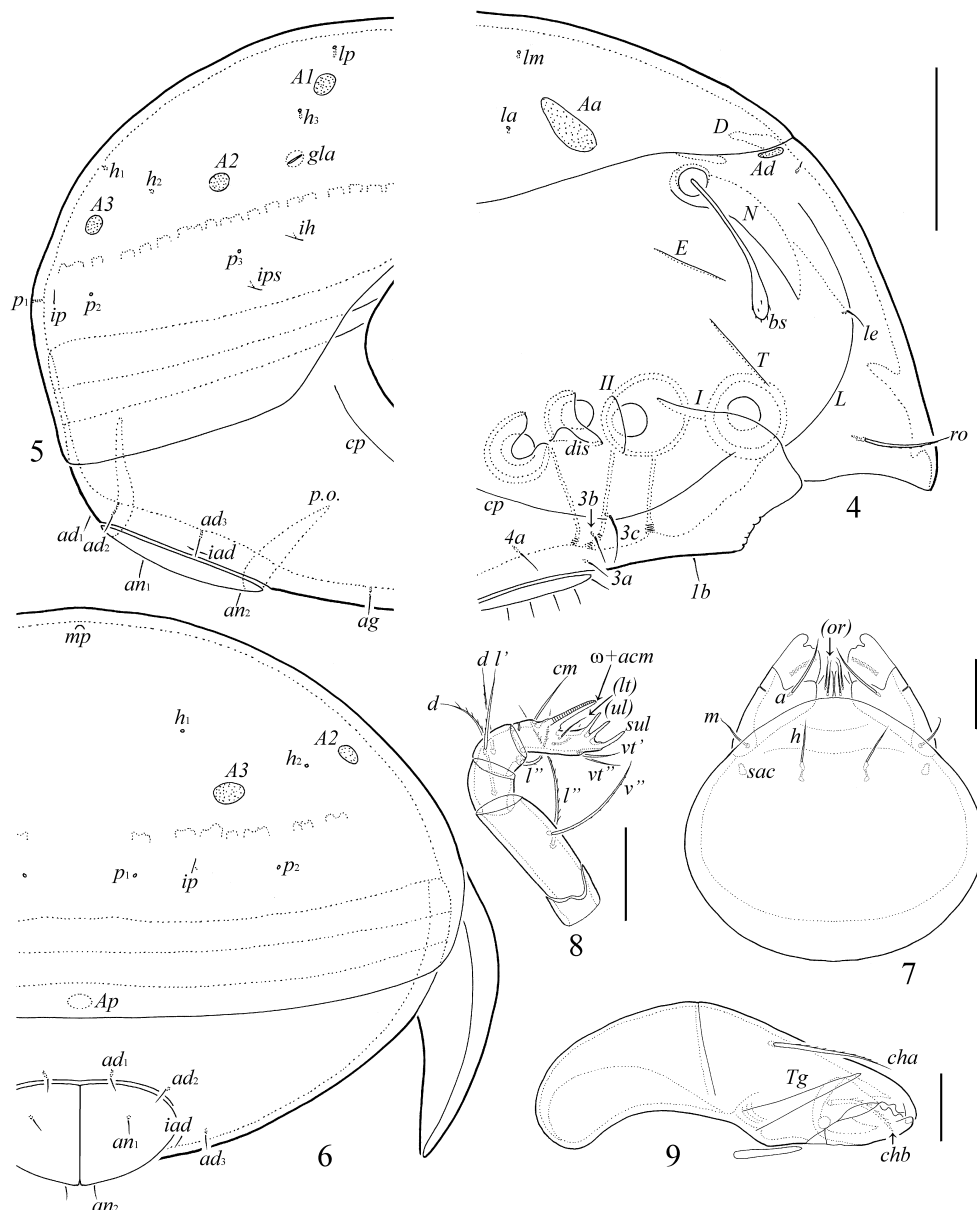 lp
A1
h3
gla
h1
h2
A2
A3
ih
p3
ips
p1
ip
p2
5
cp
p.o.
ad1
ad2
ad3
iad
an1
an2
ag
lm
Aa
la
D
Ad
N
E
bs
le
T
II
I
L
dis
ro
cp
3b
3c
4
4a
3a
1b
mp
h1
h2
A2
A3
p1
ip
p2
Ap
ad1
ad2
iad
an1
ad3
6
an2
d l’
cm
ω+acm
d
(lt)
(ul)
sul
vt’
l”
vt”
l”
v”
8
(or)
a
m
h
sac
7
cha
Tg
9
chb